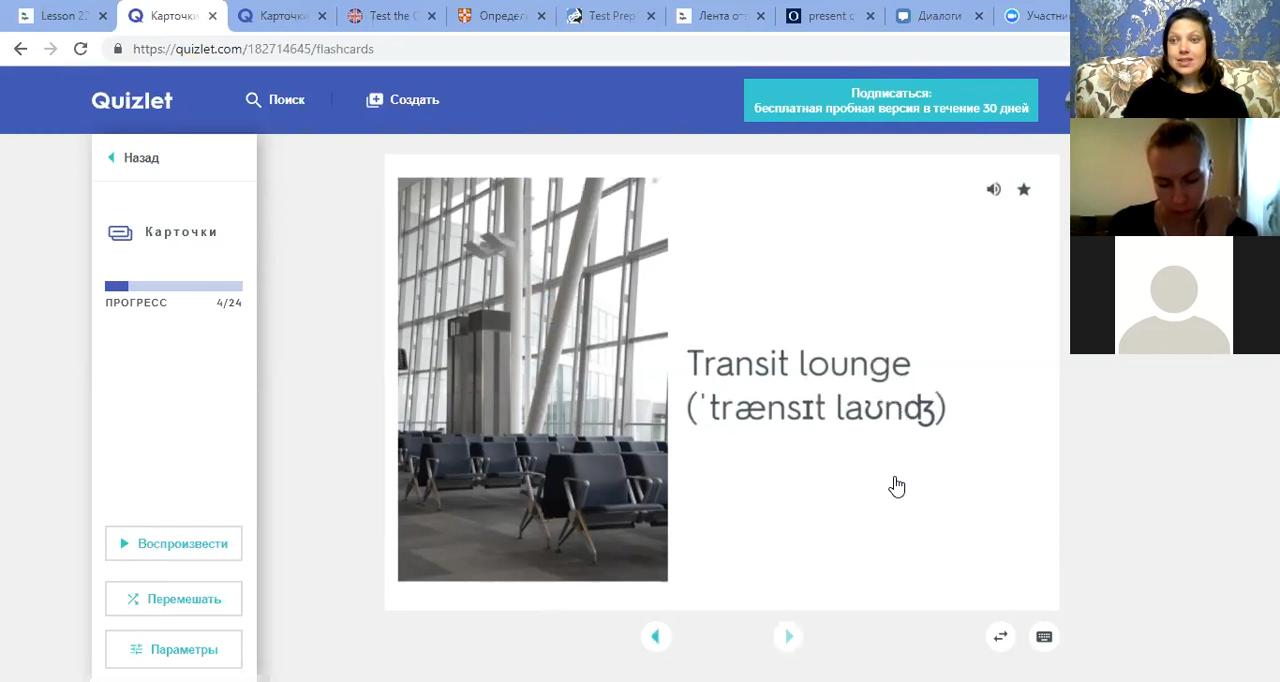 Lesson 22
Карточки
Карточки
Test the
Определ
Test Prep
Лента от
present c
Диалоги
Участни
https://quizlet.com/182714645/flashcards
Quizlet
Поиск
Создать
Подписаться:
бесплатная пробная версия в течение 30 дней
Назад
Карточки
ПРОГРЕСС 4/24
Воспроизвести
Перемешать
Параметры
Transit lounge
(ˈtrænsɪt laʊnʤ)